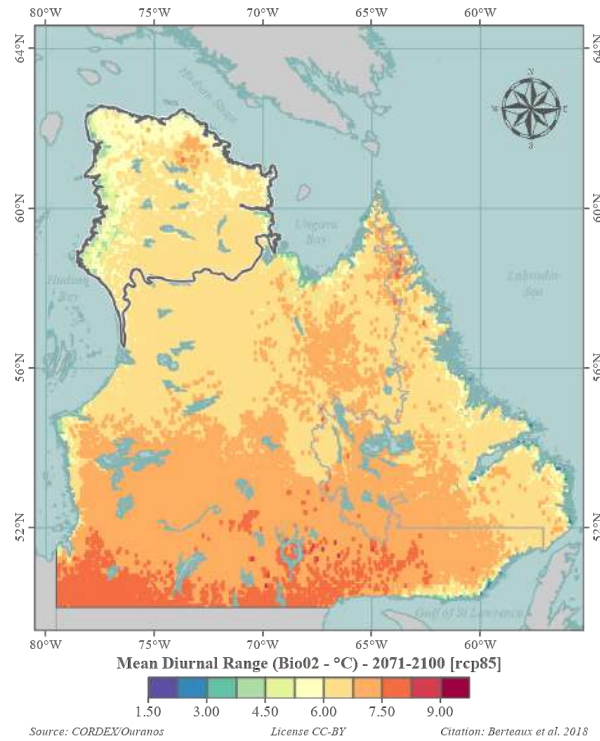 80°W 75°W 70°W 65°W 60°W
64°N 64°N
Hudson Strait
N
W E
S
60°N 60°N
Ungava
Bay
Hudson
Bay
Labrador
Sea
56°N 56°N
52°N 52°N
Gulf of St Lawrence
80°W 75°W 70°W 65°W 60°W
Mean Diurnal Range (Bio02 - °C) - 2071-2100 [rcp85]
1.50 3.00 4.50 6.00 7.50 9.00
Source: CORDEX/Ouranos License CC-BY Citation: Berteaux et al. 2018